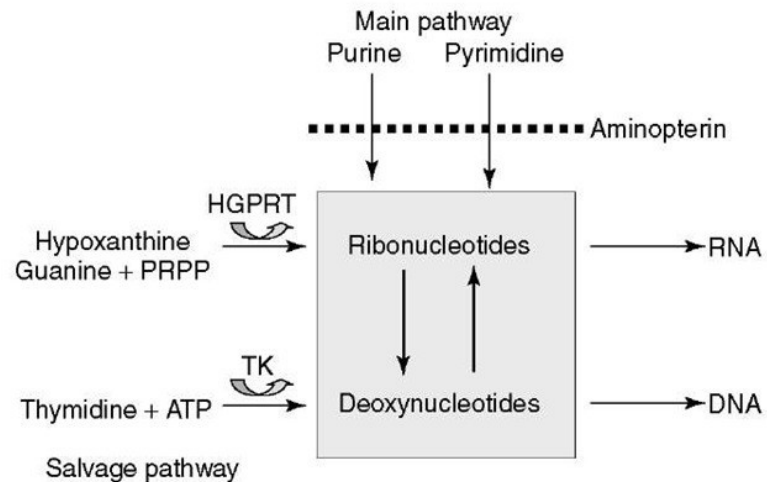 Main pathway
Purine Pyrimidine
Aminopterin
HGPRT
Hypoxanthine
Guanine + PRPP
Ribonucleotides
RNA
TK
Thymidine + ATP
Deoxynucleotides
DNA
Salvage pathway